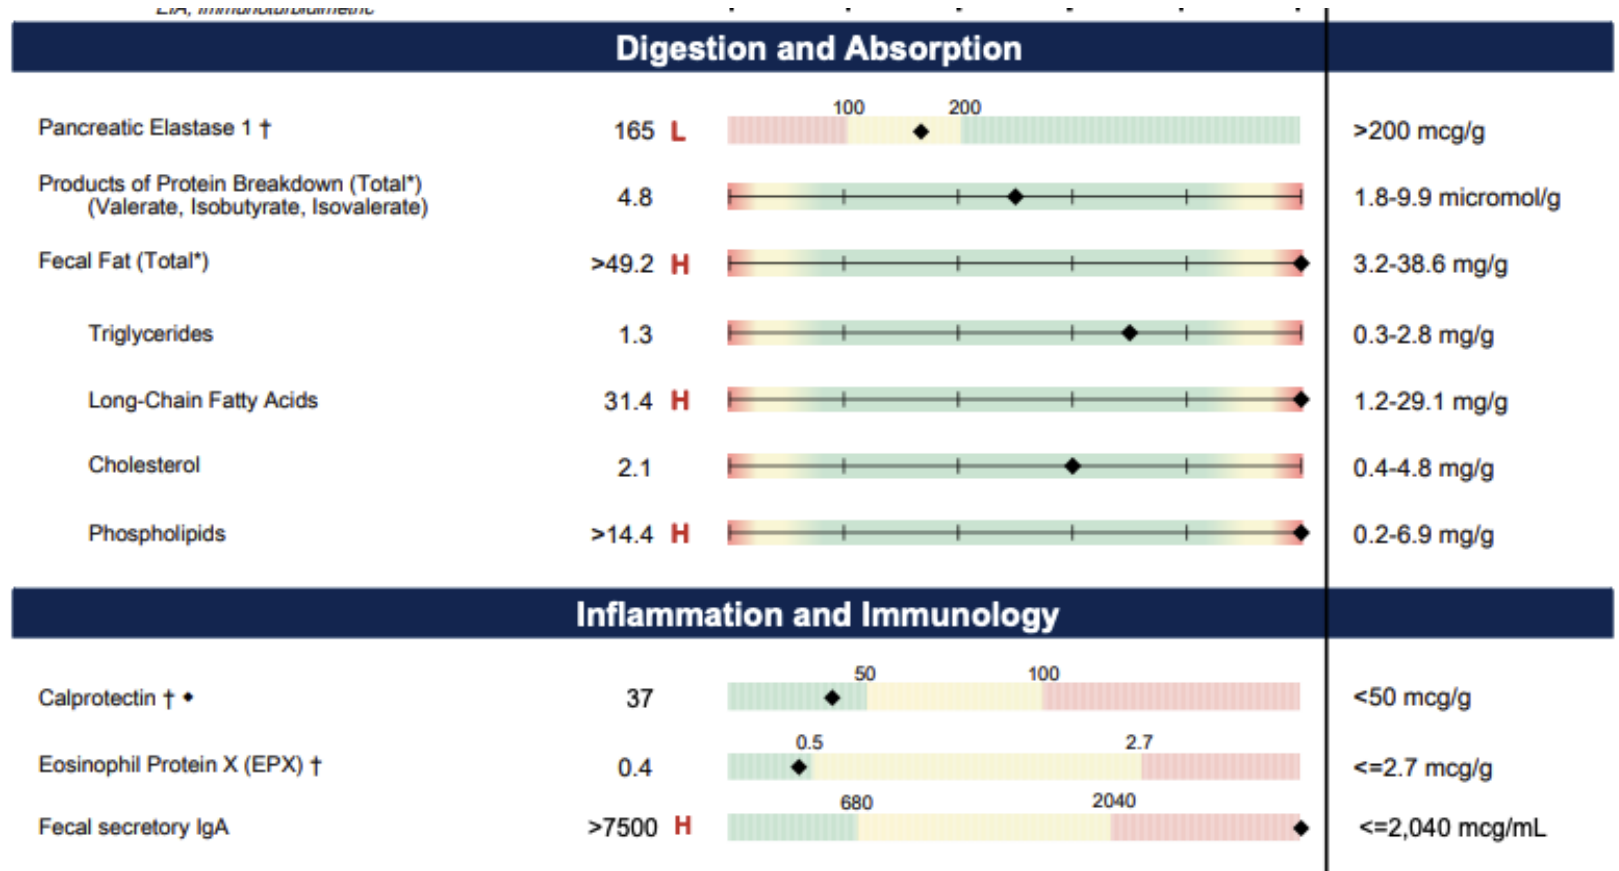 EIA, Immunoturbidimetric
Digestion and Absorption
100 200
Pancreatic Elastase 1 † 165 L >200 mcg/g
Products of Protein Breakdown (Total*)
(Valerate, Isobutyrate, Isovalerate) 4.8 1.8-9.9 micromol/g
Fecal Fat (Total*) >49.2 H 3.2-38.6 mg/g
Triglycerides 1.3 0.3-2.8 mg/g
Long-Chain Fatty Acids 31.4 H 1.2-29.1 mg/g
Cholesterol 2.1 0.4-4.8 mg/g
Phospholipids >14.4 H 0.2-6.9 mg/g
Inflammation and Immunology
50 100
Calprotectin † ◆ 37 <50 mcg/g
0.5 2.7
Eosinophil Protein X (EPX) † 0.4 <=2.7 mcg/g
680 2040
Fecal secretory IgA >7500 H <=2,040 mcg/mL